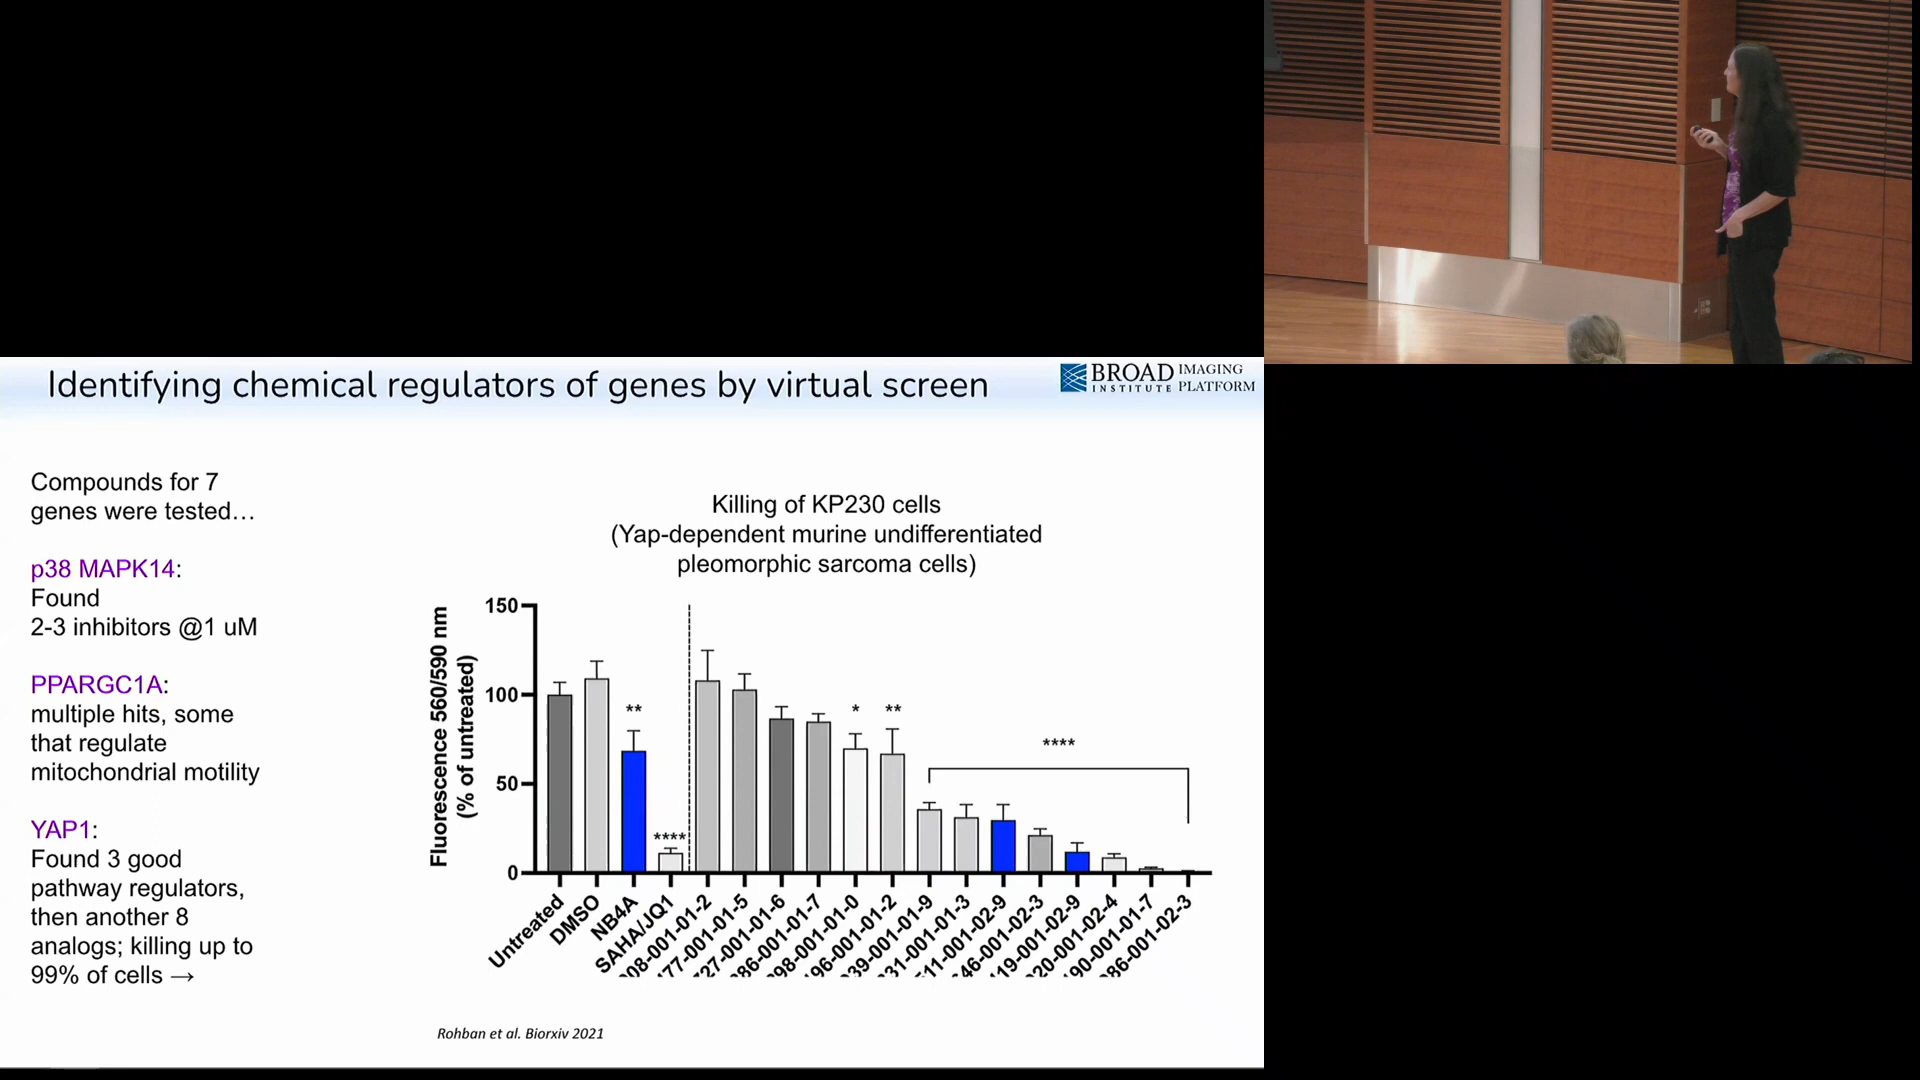 Identifying chemical regulators of genes by virtual screen
BROAD
INSTITUTE
IMAGING
PLATFORM
Compounds for 7
genes were tested…
p38 MAPK14:
Found
2-3 inhibitors @1 uM
PPARGC1A:
multiple hits, some
that regulate
mitochondrial motility
YAP1:
Found 3 good
pathway regulators,
then another 8
analogs; killing up to
99% of cells →
Killing of KP230 cells
(Yap-dependent murine undifferentiated
pleomorphic sarcoma cells)
Fluorescence 560/590 nm
(% of untreated)
150
100
50
0
**
****
*
**
****
Untreated
DMSO
NB4A
SAHA/JQ1
08-001-01-2
77-001-01-5
27-001-01-6
86-001-01-7
98-001-01-0
96-001-01-2
39-001-01-9
31-001-01-3
11-001-02-9
46-001-02-3
19-001-02-9
20-001-02-4
90-001-01-7
86-001-02-3
Rohban et al. Biorxiv 2021